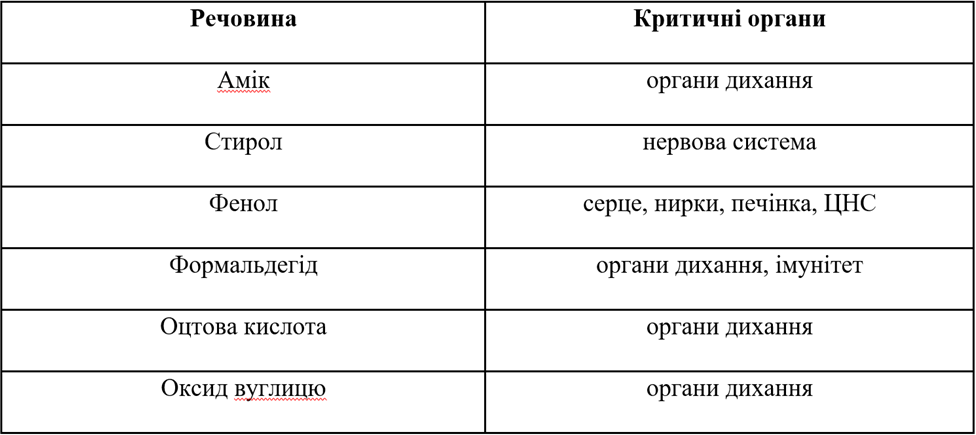 Речовина Критичні органи
Амік органи дихання
Стирол нервова система
Фенол серце, нирки, печінка, ЦНС
Формальдегід органи дихання, імунітет
Оцтова кислота органи дихання
Оксид вуглицю органи дихання